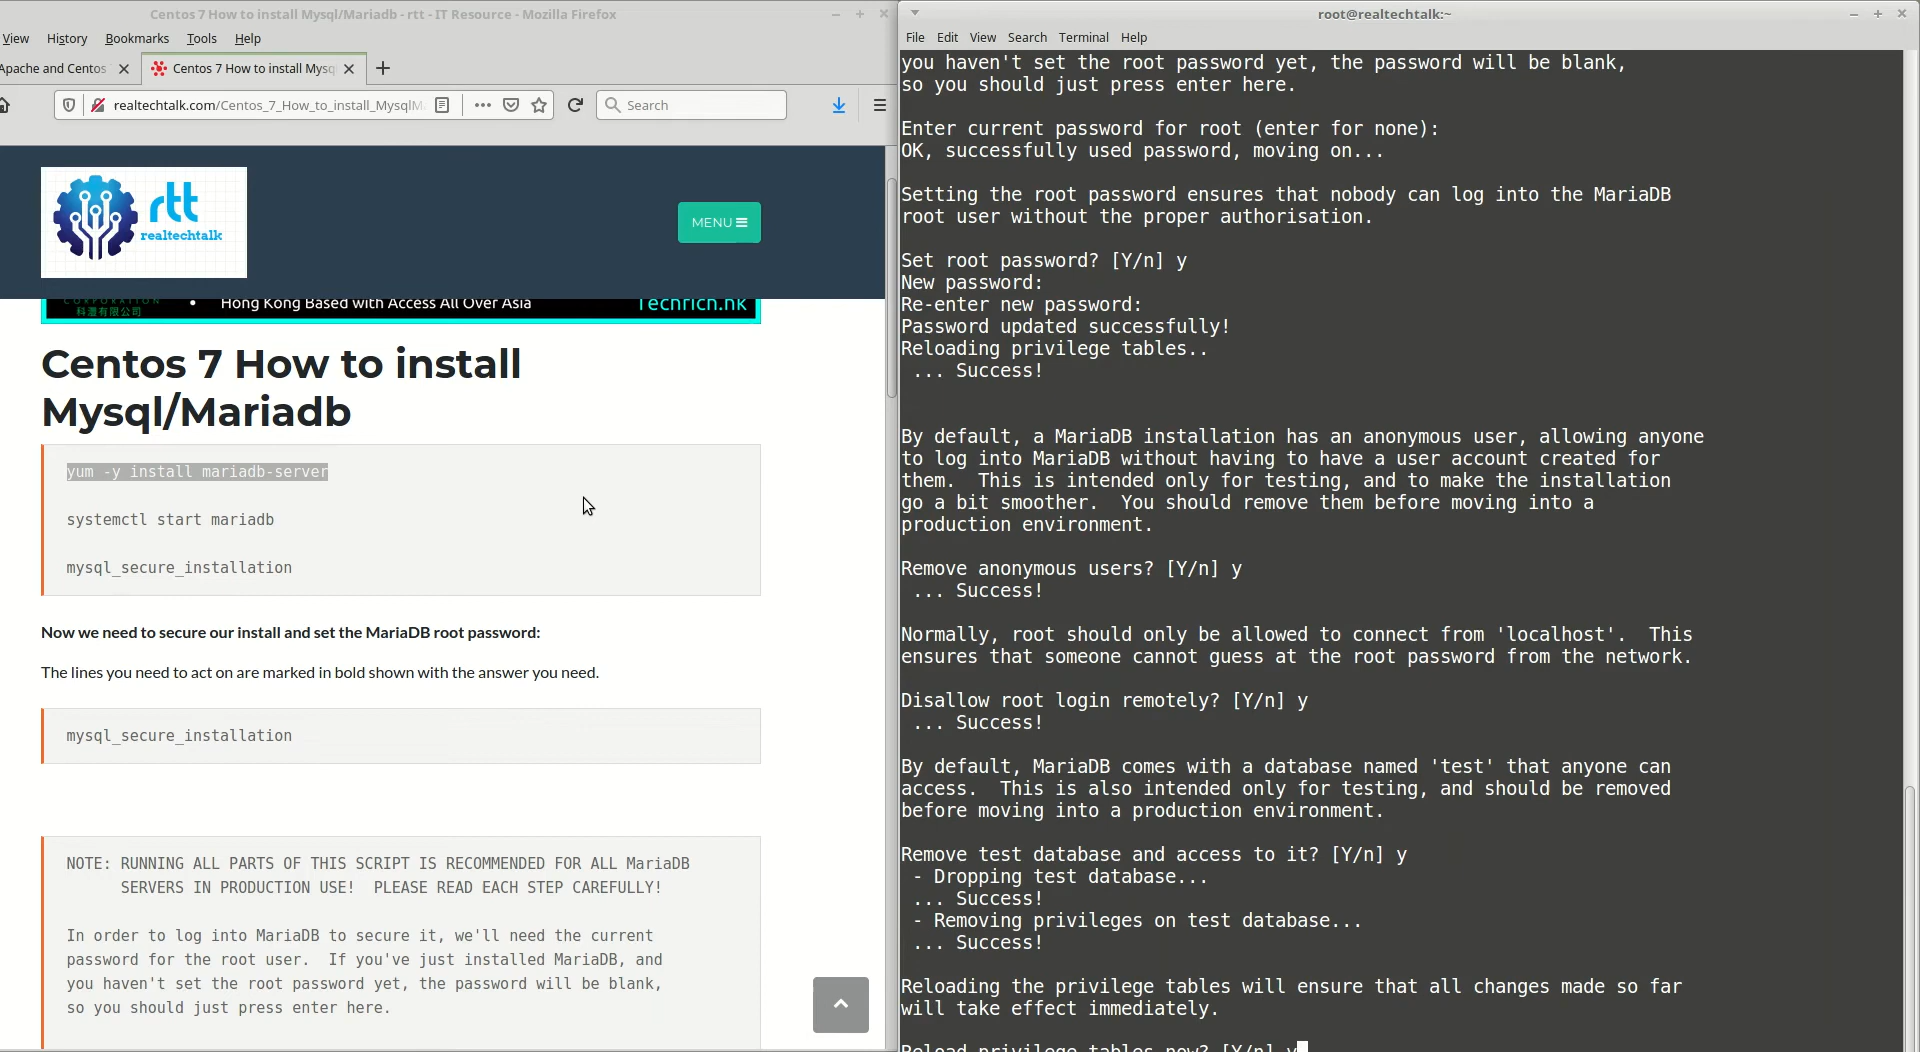 Centos 7 How to install Mysql/Mariadb - rtt - IT Resource - Mozilla Firefox
View History Bookmarks Tools Help
Apache and Centos
Centos 7 How to install Mysq
realtechtalk.com/Centos_7_How_to_install_MysqlM
Search
rtt
realtechtalk
MENU
CORPORATION
科濳有限公司
• Hong Kong Based with Access All Over Asia
Techrich.hk
Centos 7 How to install
Mysql/Mariadb
yum -y install mariadb-server
systemctl start mariadb
mysql_secure_installation
Now we need to secure our install and set the MariaDB root password:
The lines you need to act on are marked in bold shown with the answer you need.
mysql_secure_installation
NOTE: RUNNING ALL PARTS OF THIS SCRIPT IS RECOMMENDED FOR ALL MariaDB
SERVERS IN PRODUCTION USE!  PLEASE READ EACH STEP CAREFULLY!
In order to log into MariaDB to secure it, we'll need the current
password for the root user.  If you've just installed MariaDB, and
you haven't set the root password yet, the password will be blank,
so you should just press enter here.
root@realtechtalk:~
File Edit View Search Terminal Help
you haven't set the root password yet, the password will be blank,
so you should just press enter here.
Enter current password for root (enter for none):
OK, successfully used password, moving on...
Setting the root password ensures that nobody can log into the MariaDB
root user without the proper authorisation.
Set root password? [Y/n] y
New password:
Re-enter new password:
Password updated successfully!
Reloading privilege tables..
... Success!
By default, a MariaDB installation has an anonymous user, allowing anyone
to log into MariaDB without having to have a user account created for
them.  This is intended only for testing, and to make the installation
go a bit smoother.  You should remove them before moving into a
production environment.
Remove anonymous users? [Y/n] y
... Success!
Normally, root should only be allowed to connect from 'localhost'.  This
ensures that someone cannot guess at the root password from the network.
Disallow root login remotely? [Y/n] y
... Success!
By default, MariaDB comes with a database named 'test' that anyone can
access.  This is also intended only for testing, and should be removed
before moving into a production environment.
Remove test database and access to it? [Y/n] y
- Dropping test database...
... Success!
- Removing privileges on test database...
... Success!
Reloading the privilege tables will ensure that all changes made so far
will take effect immediately.
Reload privilege tables now? [Y/n] y